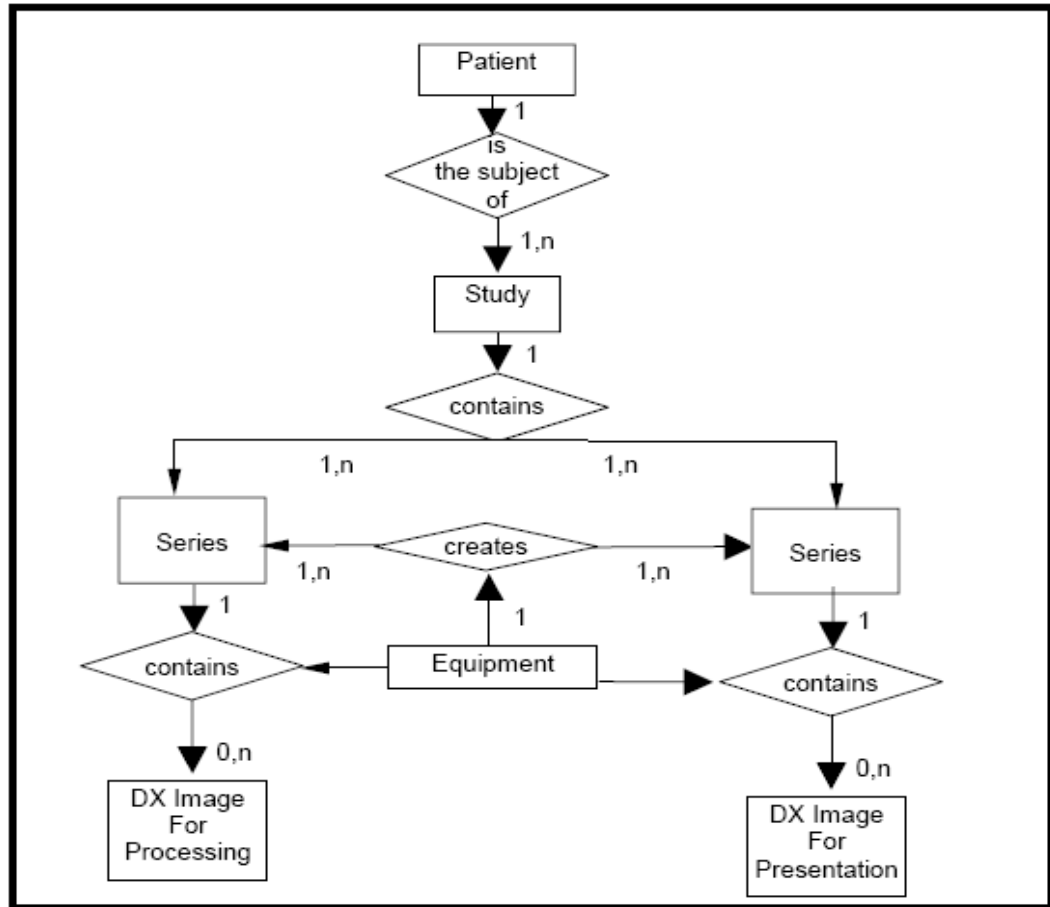 Patient
1
is
the subject
of
1,n
Study
1
contains
1,n
1,n
Series
creates
Series
1,n
1,n
1
1
1
contains
Equipment
contains
0,n
0,n
DX Image
For
Processing
DX Image
For
Presentation